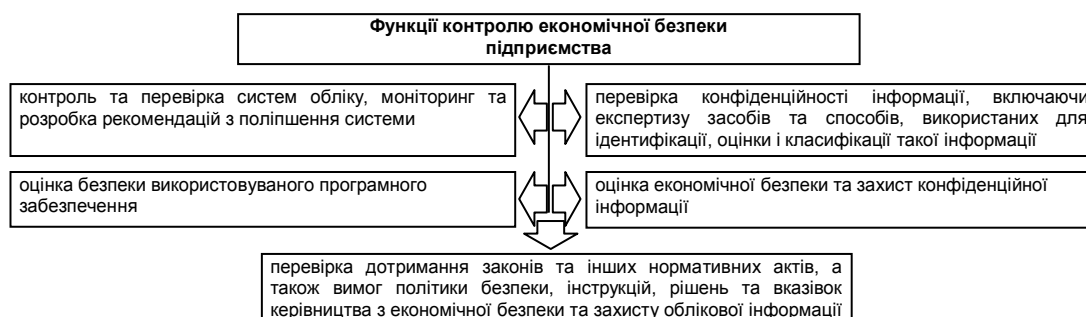 Функції контролю економічної безпеки
підприємства
контроль та перевірка систем обліку, моніторинг та
розробка рекомендацій з поліпшення системи
перевірка конфіденційності інформації, включаючи
експертизу засобів та способів, використаних для
ідентифікації, оцінки і класифікації такої інформації
оцінка безпеки використовуваного програмного
забезпечення
оцінка економічної безпеки та захист конфіденційної
інформації
перевірка дотримання законів та інших нормативних актів, а
також вимог політики безпеки, інструкцій, рішень та вказівок
керівництва з економічної безпеки та захисту облікової інформації